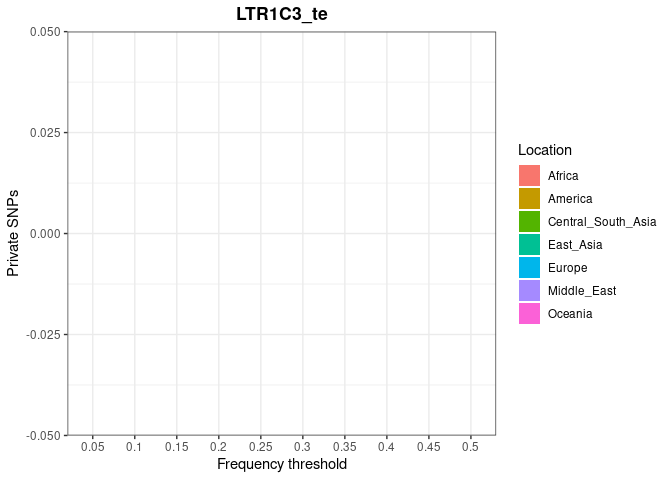 LTR1C3_te
0.050
0.025
0.000
-0.025
-0.050
Private SNPs
0.05 0.1 0.15 0.2 0.25 0.3 0.35 0.4 0.45 0.5
Frequency threshold
Location
Africa
America
Central_South_Asia
East_Asia
Europe
Middle_East
Oceania